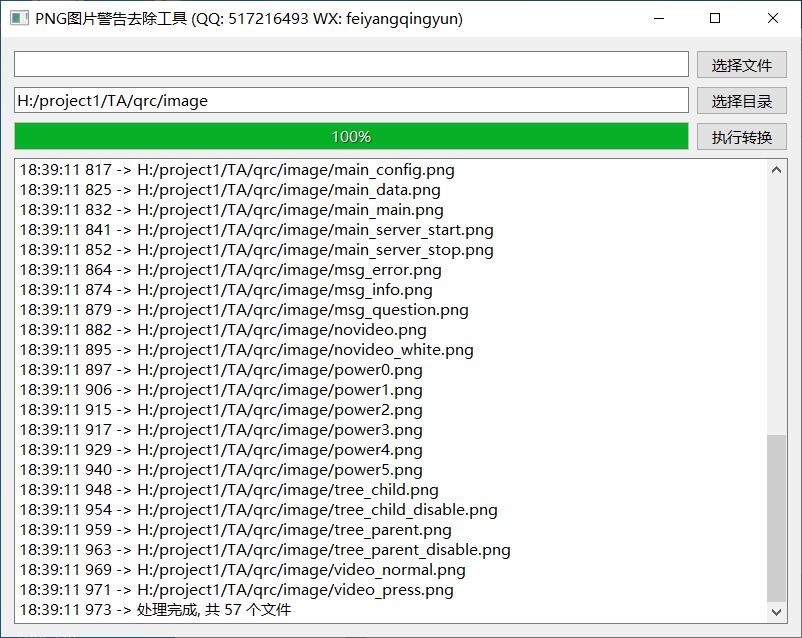 PNG图片警告去除工具 (QQ: 517216493 WX: feiyangqingyun)
选择文件
H:/project1/TA/qrc/image
选择目录
100%
执行转换
18:39:11 817 -> H:/project1/TA/qrc/image/main_config.png
18:39:11 825 -> H:/project1/TA/qrc/image/main_data.png
18:39:11 832 -> H:/project1/TA/qrc/image/main_main.png
18:39:11 841 -> H:/project1/TA/qrc/image/main_server_start.png
18:39:11 852 -> H:/project1/TA/qrc/image/main_server_stop.png
18:39:11 864 -> H:/project1/TA/qrc/image/msg_error.png
18:39:11 874 -> H:/project1/TA/qrc/image/msg_info.png
18:39:11 879 -> H:/project1/TA/qrc/image/msg_question.png
18:39:11 882 -> H:/project1/TA/qrc/image/novideo.png
18:39:11 895 -> H:/project1/TA/qrc/image/novideo_white.png
18:39:11 897 -> H:/project1/TA/qrc/image/power0.png
18:39:11 906 -> H:/project1/TA/qrc/image/power1.png
18:39:11 915 -> H:/project1/TA/qrc/image/power2.png
18:39:11 917 -> H:/project1/TA/qrc/image/power3.png
18:39:11 929 -> H:/project1/TA/qrc/image/power4.png
18:39:11 940 -> H:/project1/TA/qrc/image/power5.png
18:39:11 948 -> H:/project1/TA/qrc/image/tree_child.png
18:39:11 954 -> H:/project1/TA/qrc/image/tree_child_disable.png
18:39:11 959 -> H:/project1/TA/qrc/image/tree_parent.png
18:39:11 963 -> H:/project1/TA/qrc/image/tree_parent_disable.png
18:39:11 969 -> H:/project1/TA/qrc/image/video_normal.png
18:39:11 971 -> H:/project1/TA/qrc/image/video_press.png
18:39:11 973 -> 处理完成, 共 57 个文件